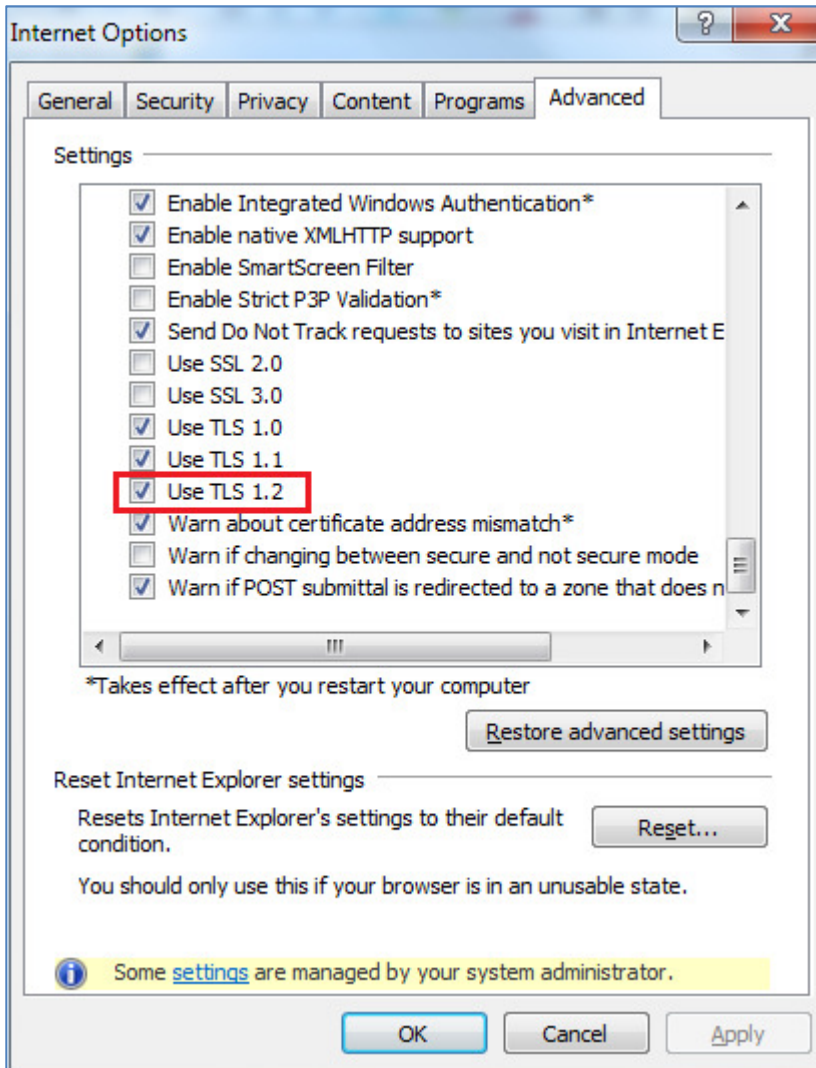 Internet Options
General Security Privacy Content Programs Advanced
Settings
Enable Integrated Windows Authentication*
Enable native XMLHTTP support
Enable SmartScreen Filter
Enable Strict P3P Validation*
Send Do Not Track requests to sites you visit in Internet E
Use SSL 2.0
Use SSL 3.0
Use TLS 1.0
Use TLS 1.1
Use TLS 1.2
Warn about certificate address mismatch*
Warn if changing between secure and not secure mode
Warn if POST submittal is redirected to a zone that does n
*Takes effect after you restart your computer
Restore advanced settings
Reset Internet Explorer settings
Resets Internet Explorer's settings to their default
condition.
Reset...
You should only use this if your browser is in an unusable state.
Some settings are managed by your system administrator.
OK Cancel Apply